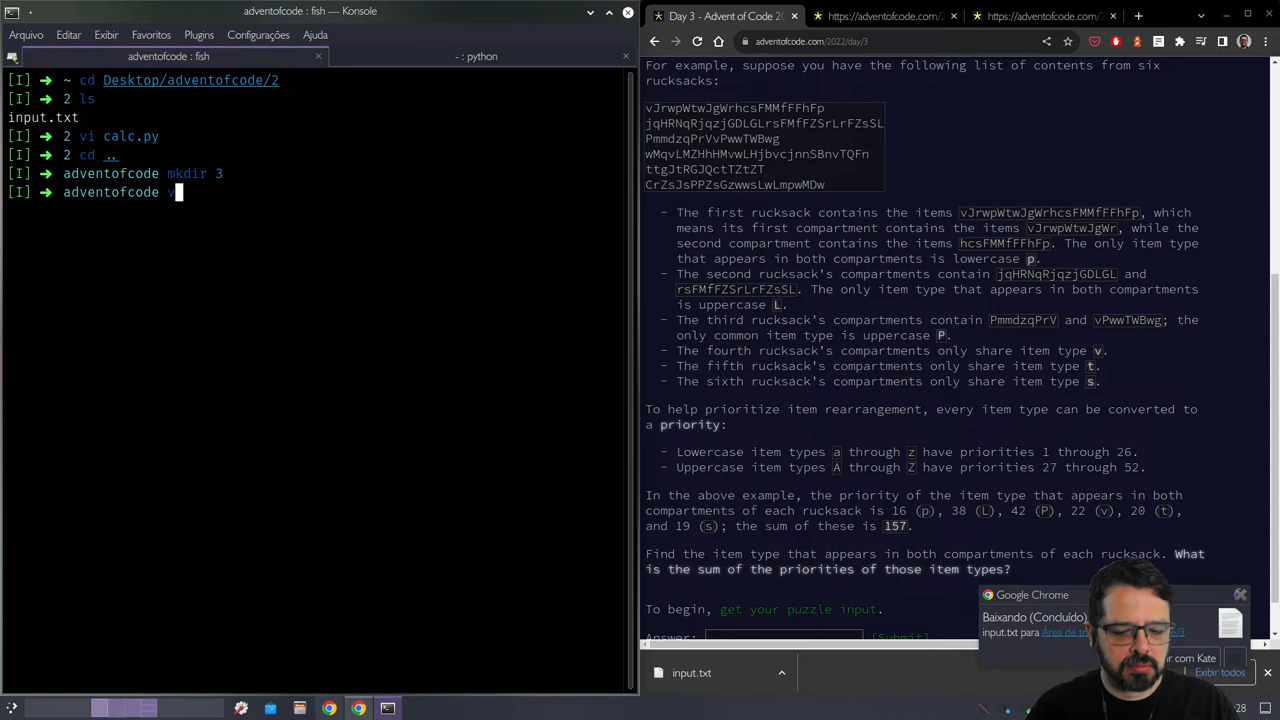 adventofcode : fish — Konsole
Arquivo Editar Exibir Favoritos Plugins Configurações Ajuda
adventofcode : fish
~ : python
[I] ➜ ~ cd Desktop/adventofcode/2
[I] ➜ 2 ls
input.txt
[I] ➜ 2 vi calc.py
[I] ➜ 2 cd ..
[I] ➜ adventofcode mkdir 3
[I] ➜ adventofcode v
Day 3 - Advent of Code 20
https://adventofcode.com/2
https://adventofcode.com/2
adventofcode.com/2022/day/3
For example, suppose you have the following list of contents from six
rucksacks:
vJrwpWtwJgWrhcsFMMfFFhFp
jqHRNqRjqzjGDLGLrsFMfFZSrLrFZsSL
PmmdzqPrVvPwwTWBwg
wMqvLMZHhHMvwLHjbvcjnnSBnvTQFn
ttgJtRGJQctTZtZT
CrZsJsPPZsGzwwsLwLmpwMDw
- The first rucksack contains the items vJrwpWtwJgWrhcsFMMfFFhFp, which
means its first compartment contains the items vJrwpWtwJgWr, while the
second compartment contains the items hcsFMMfFFhFp. The only item type
that appears in both compartments is lowercase p.
- The second rucksack's compartments contain jqHRNqRjqzjGDLGL and
rsFMfFZSrLrFZsSL. The only item type that appears in both compartments
is uppercase L.
- The third rucksack's compartments contain PmmdzqPrV and vPwwTWBwg; the
only common item type is uppercase P.
- The fourth rucksack's compartments only share item type v.
- The fifth rucksack's compartments only share item type t.
- The sixth rucksack's compartments only share item type s.
To help prioritize item rearrangement, every item type can be converted to
a priority:
- Lowercase item types a through z have priorities 1 through 26.
- Uppercase item types A through Z have priorities 27 through 52.
In the above example, the priority of the item type that appears in both
compartments of each rucksack is 16 (p), 38 (L), 42 (P), 22 (v), 20 (t),
and 19 (s); the sum of these is 157.
Find the item type that appears in both compartments of each rucksack. What
is the sum of the priorities of those item types?
To begin, get your puzzle input.
Answer: [Submit]
Google Chrome
Baixando (Concluído)
input.txt para Área de
com Kate
input.txt
Exibir todos